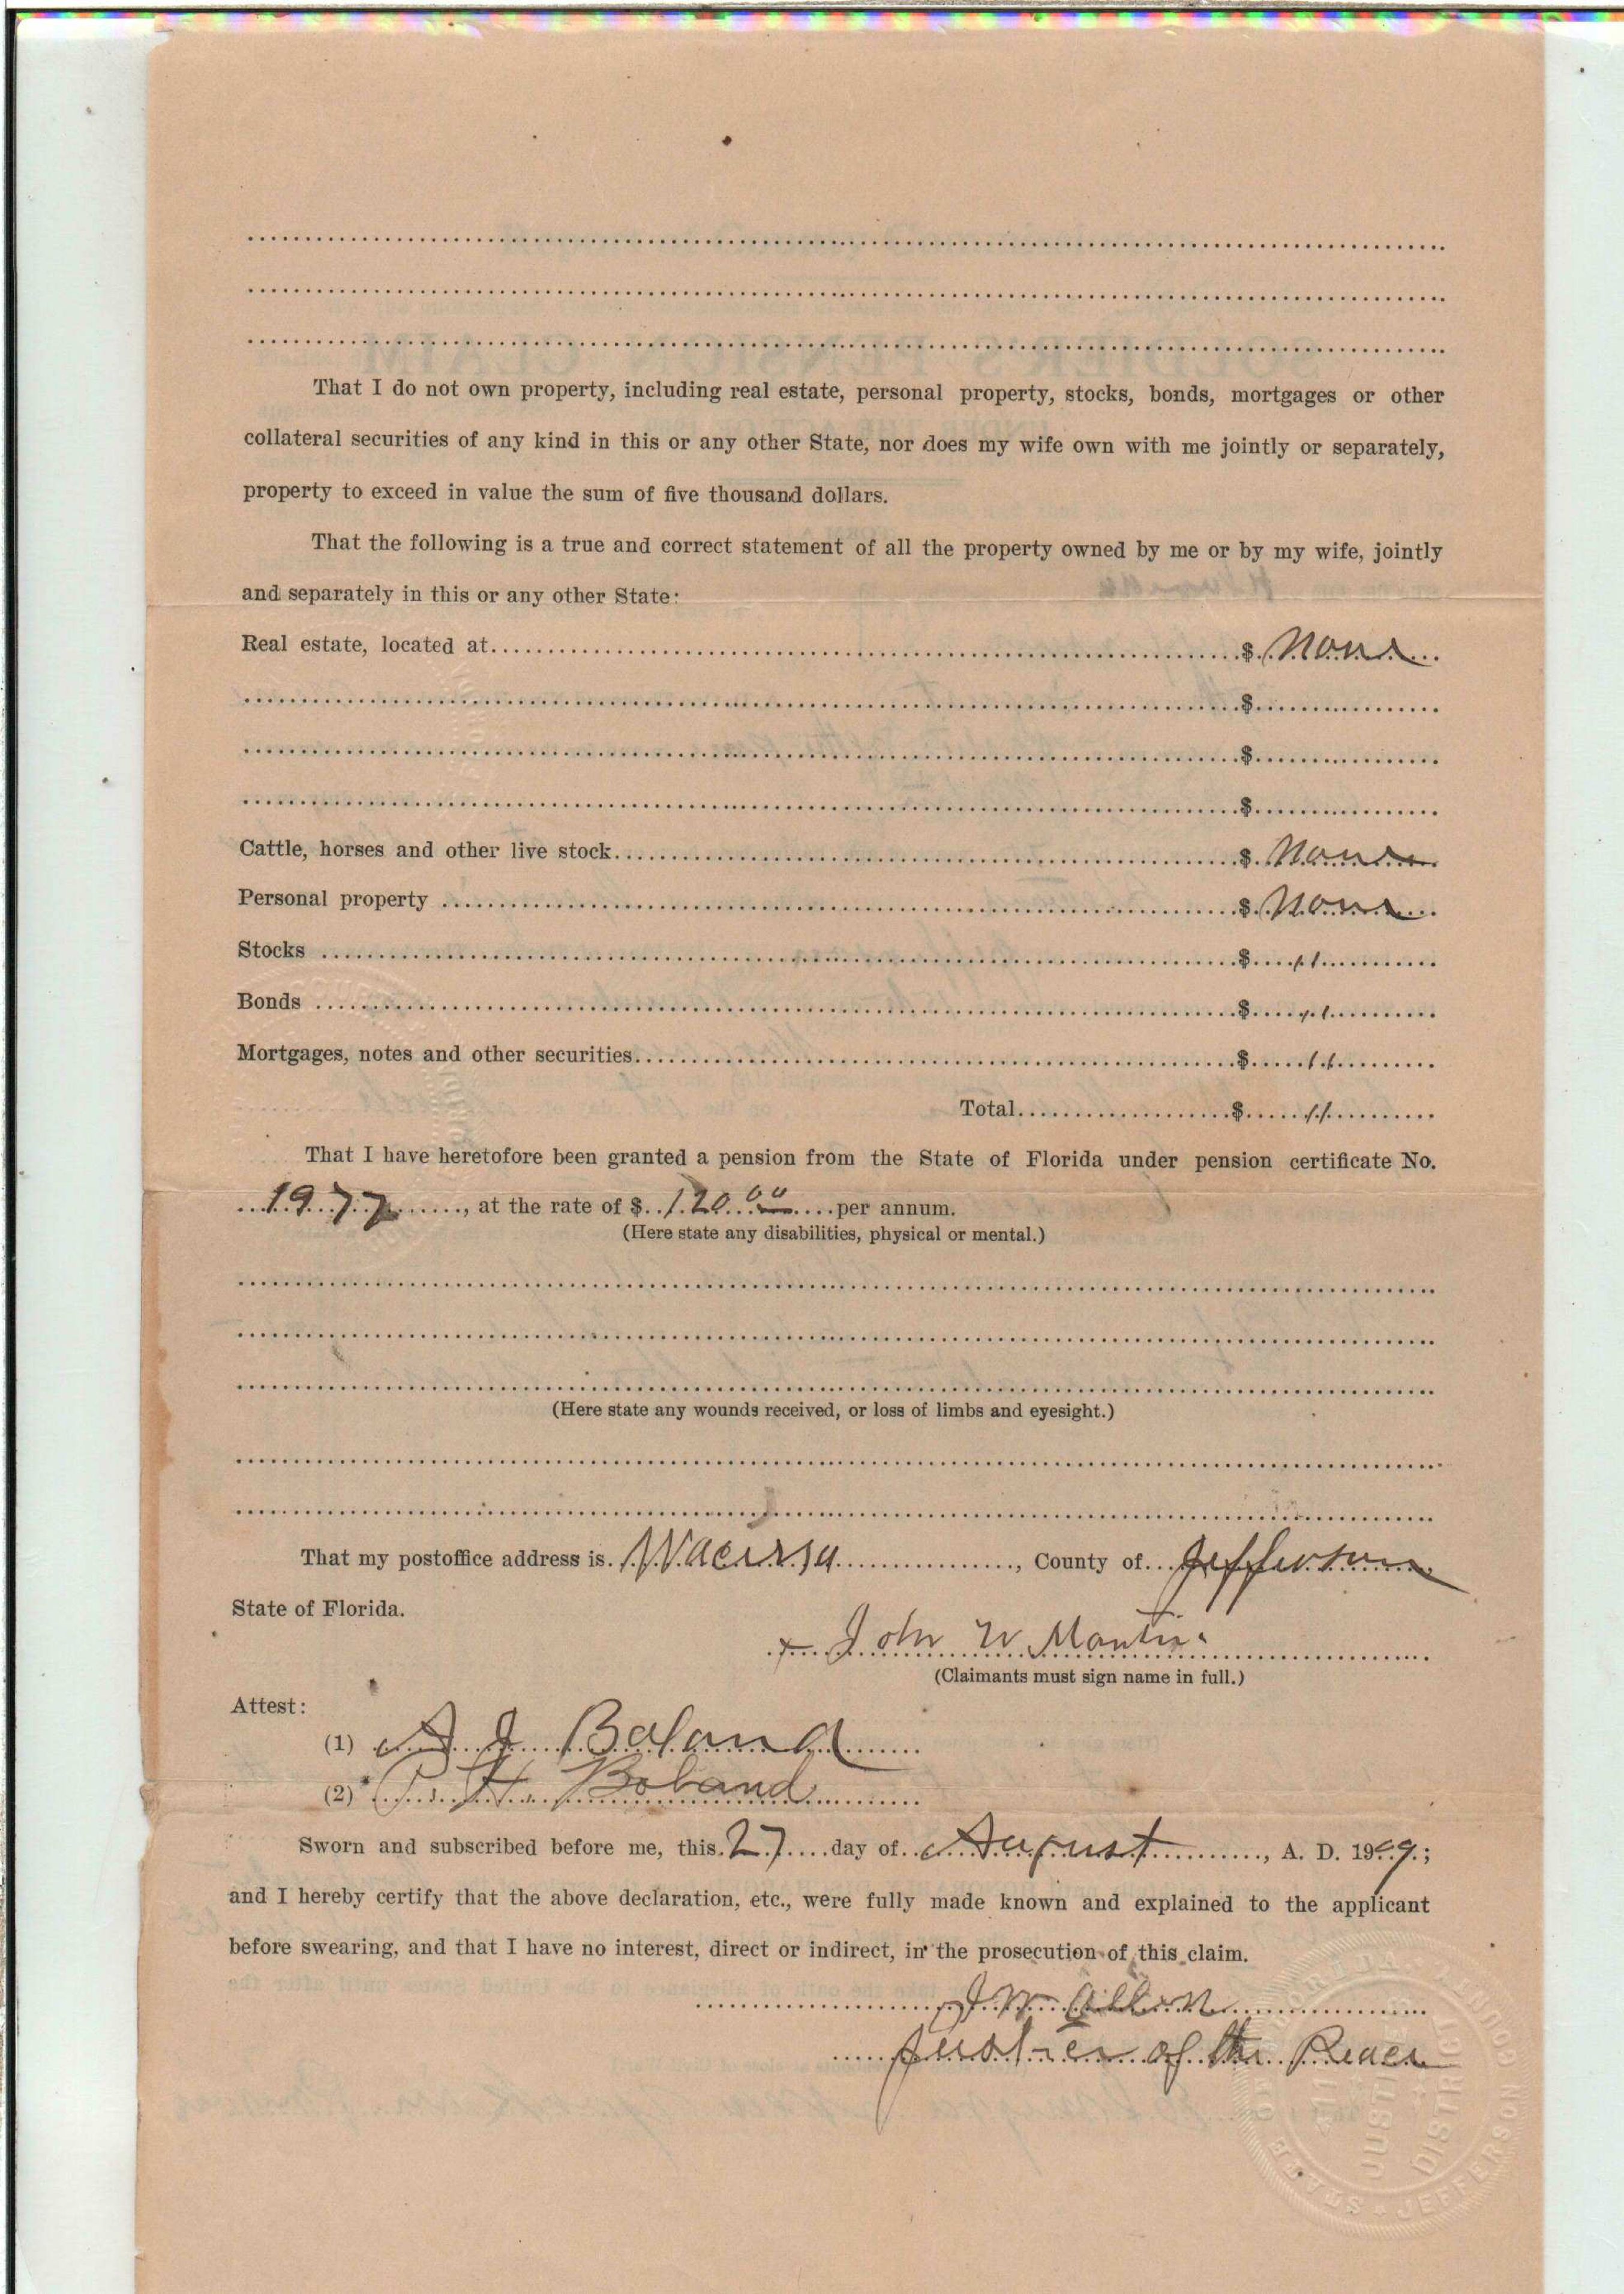 That I do not own property, including real estate, personal property, stocks, bonds, mortgages or other
collateral securities of any kind in this or any other State, nor does my wife own with me jointly or separately,
property to exceed in value the sum of five thousand dollars.
That the following is a true and correct statement of all the property owned by me or by my wife, jointly
and separately in this or any other State:
Real estate, located at $ None
$
$
$
Cattle, horses and other live stock $ None
Personal property $ None
Stocks $ "
Bonds $ "
Mortgages, notes and other securities $ "
Total $ "
That I have heretofore been granted a pension from the State of Florida under pension certificate No.
1977, at the rate of $ 120.00 per annum.
(Here state any disabilities, physical or mental.)
(Here state any wounds received, or loss of limbs and eyesight.)
That my postoffice address is Wacissa, County of Jefferson
State of Florida.
x John W
(Claimants must sign name in full.)
Attest:
(1) A J Boland
(2) P H Boland
Sworn and subscribed before me, this 27 day of August, A. D. 1909;
and I hereby certify that the above declaration, etc., were fully made known and explained to the applicant
before swearing, and that I have no interest, direct or indirect, in the prosecution of this claim.
J W Allen
Justice of the Peace